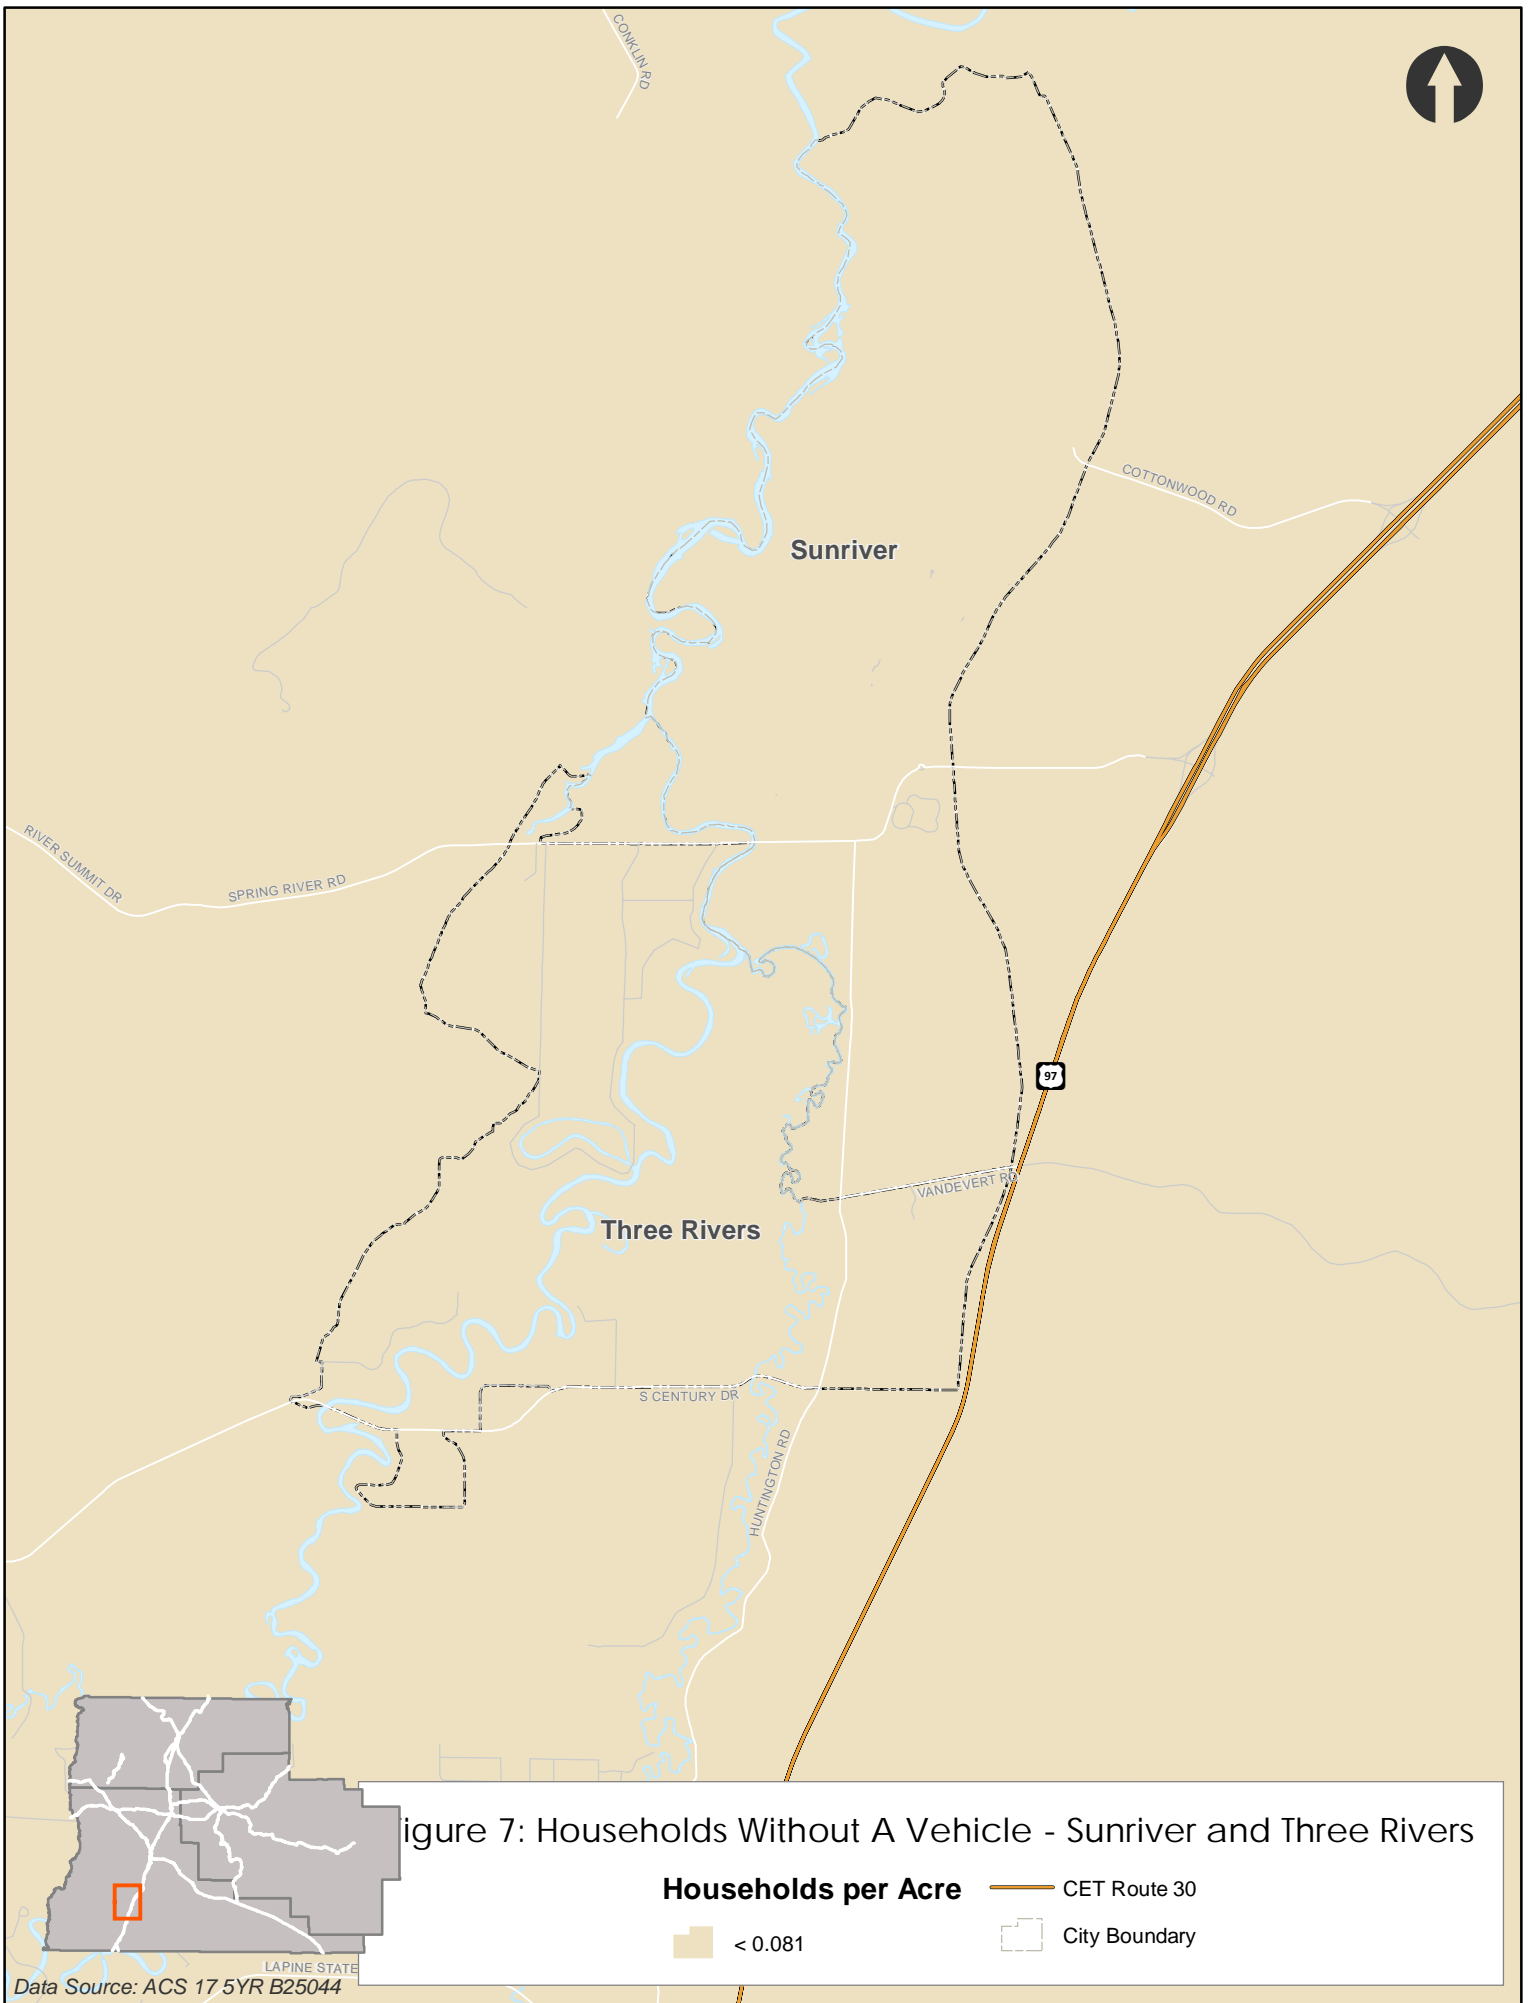 CONKLIN RD
COTTONWOOD RD
Sunriver
RIVER SUMMIT DR
SPRING RIVER RD
97
VANDEVERT RD
Three Rivers
S CENTURY DR
HUNTINGTON RD
igure 7: Households Without A Vehicle - Sunriver and Three Rivers
Households per Acre
CET Route 30
< 0.081
City Boundary
LAPINE STATE
Data Source: ACS 17 5YR B25044